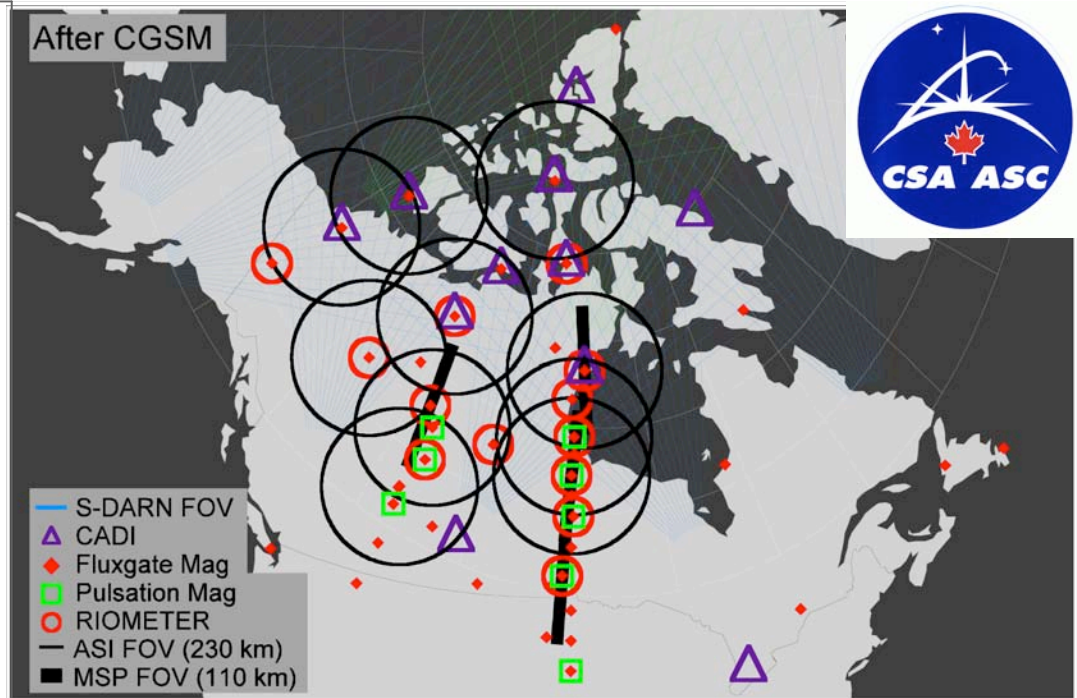 After CGSM
CSA ASC
S-DARN FOV
CADI
Fluxgate Mag
Pulsation Mag
RIOMETER
ASI FOV (230 km)
MSP FOV (110 km)